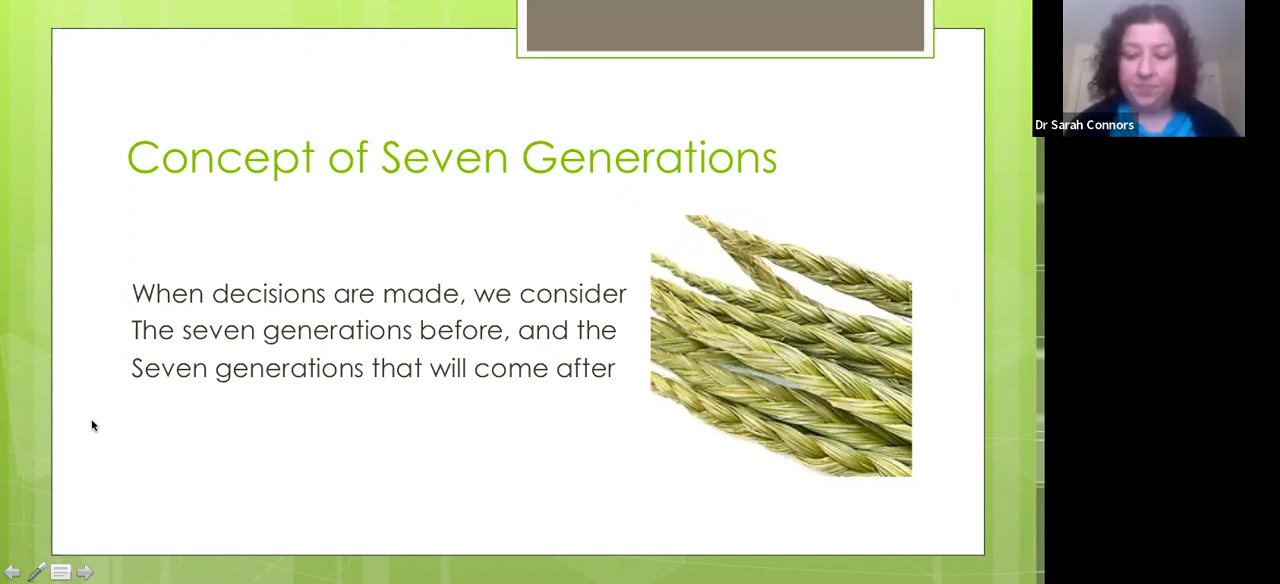 Concept of Seven Generations
When decisions are made, we consider
The seven generations before, and the
Seven generations that will come after
Dr Sarah Connors